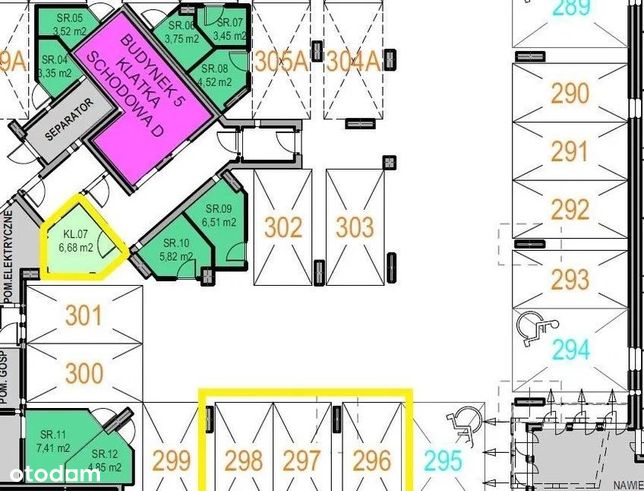 289
SR.05
3,52 m2
SR.06
3,75 m2
SR.07
3,45 m2
SR.04
3,35 m2
SR.08
4,52 m2
9A
305A
304A
BUDYNEK 5
KLATKA
SCHODOWA D
SEPARATOR
290
291
292
293
294
SR.09
6,51 m2
SR.10
5,82 m2
302
303
KL.07
6,68 m2
POM.ELEKTRYCZNE
301
300
POM. GOSP
SR.11
7,41 m2
SR.12
4,85 m2
299
298
297
296
295
NAWIE
otodom